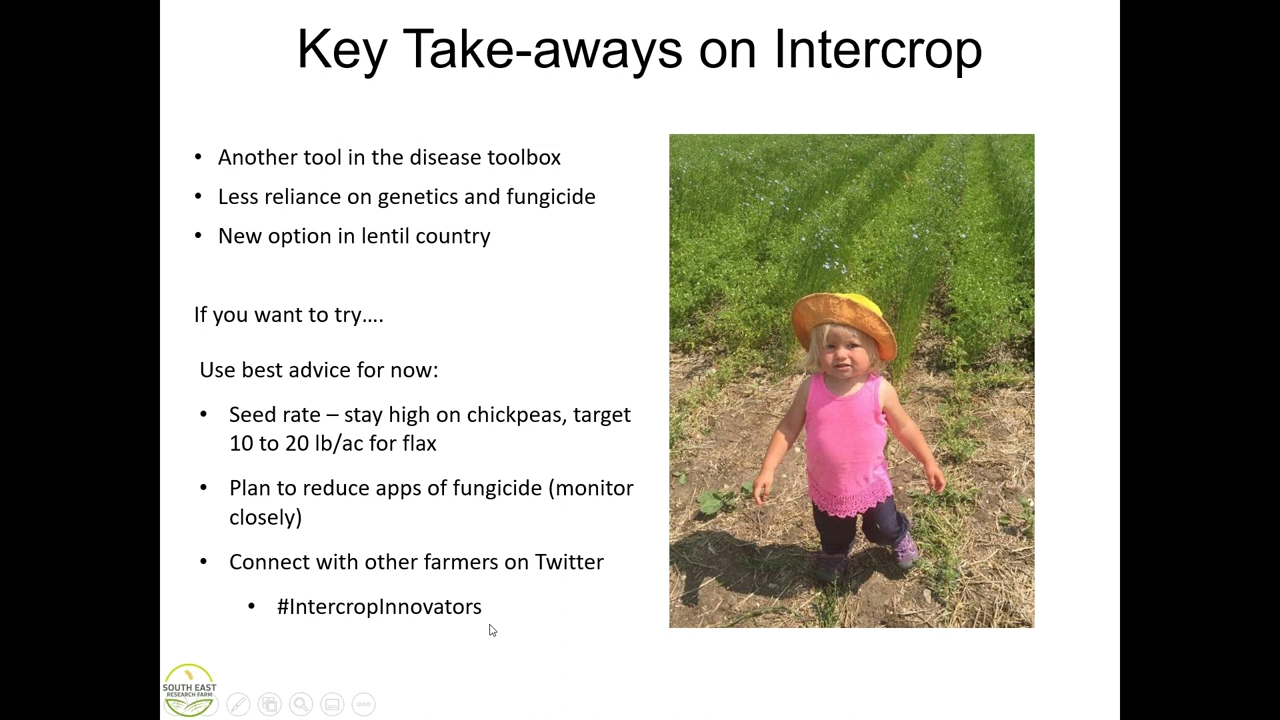 Key Take-aways on Intercrop
• Another tool in the disease toolbox
• Less reliance on genetics and fungicide
• New option in lentil country
If you want to try….
Use best advice for now:
• Seed rate – stay high on chickpeas, target
10 to 20 lb/ac for flax
• Plan to reduce apps of fungicide (monitor
closely)
• Connect with other farmers on Twitter
• #IntercropInnovators
SOUTH EAST
RESEARCH FARM